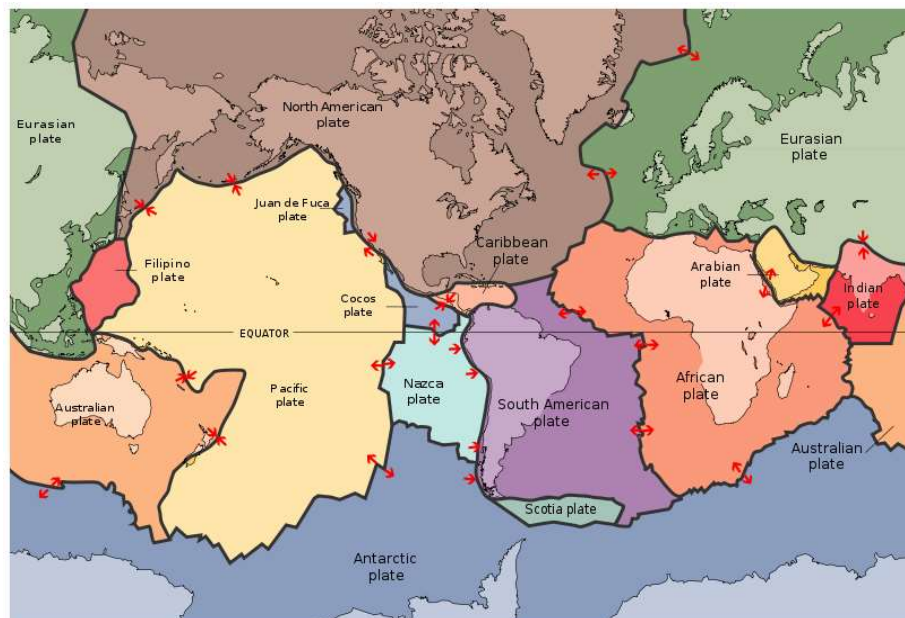 North American
plate
Eurasian
plate
Eurasian
plate
Juan de Fuca
plate
Caribbean
plate
Filipino
plate
Arabian
plate
Indian
plate
Cocos
plate
EQUATOR
Nazca
plate
Pacific
plate
African
plate
Australian
plate
South American
plate
Australian
plate
Scotia plate
Antarctic
plate